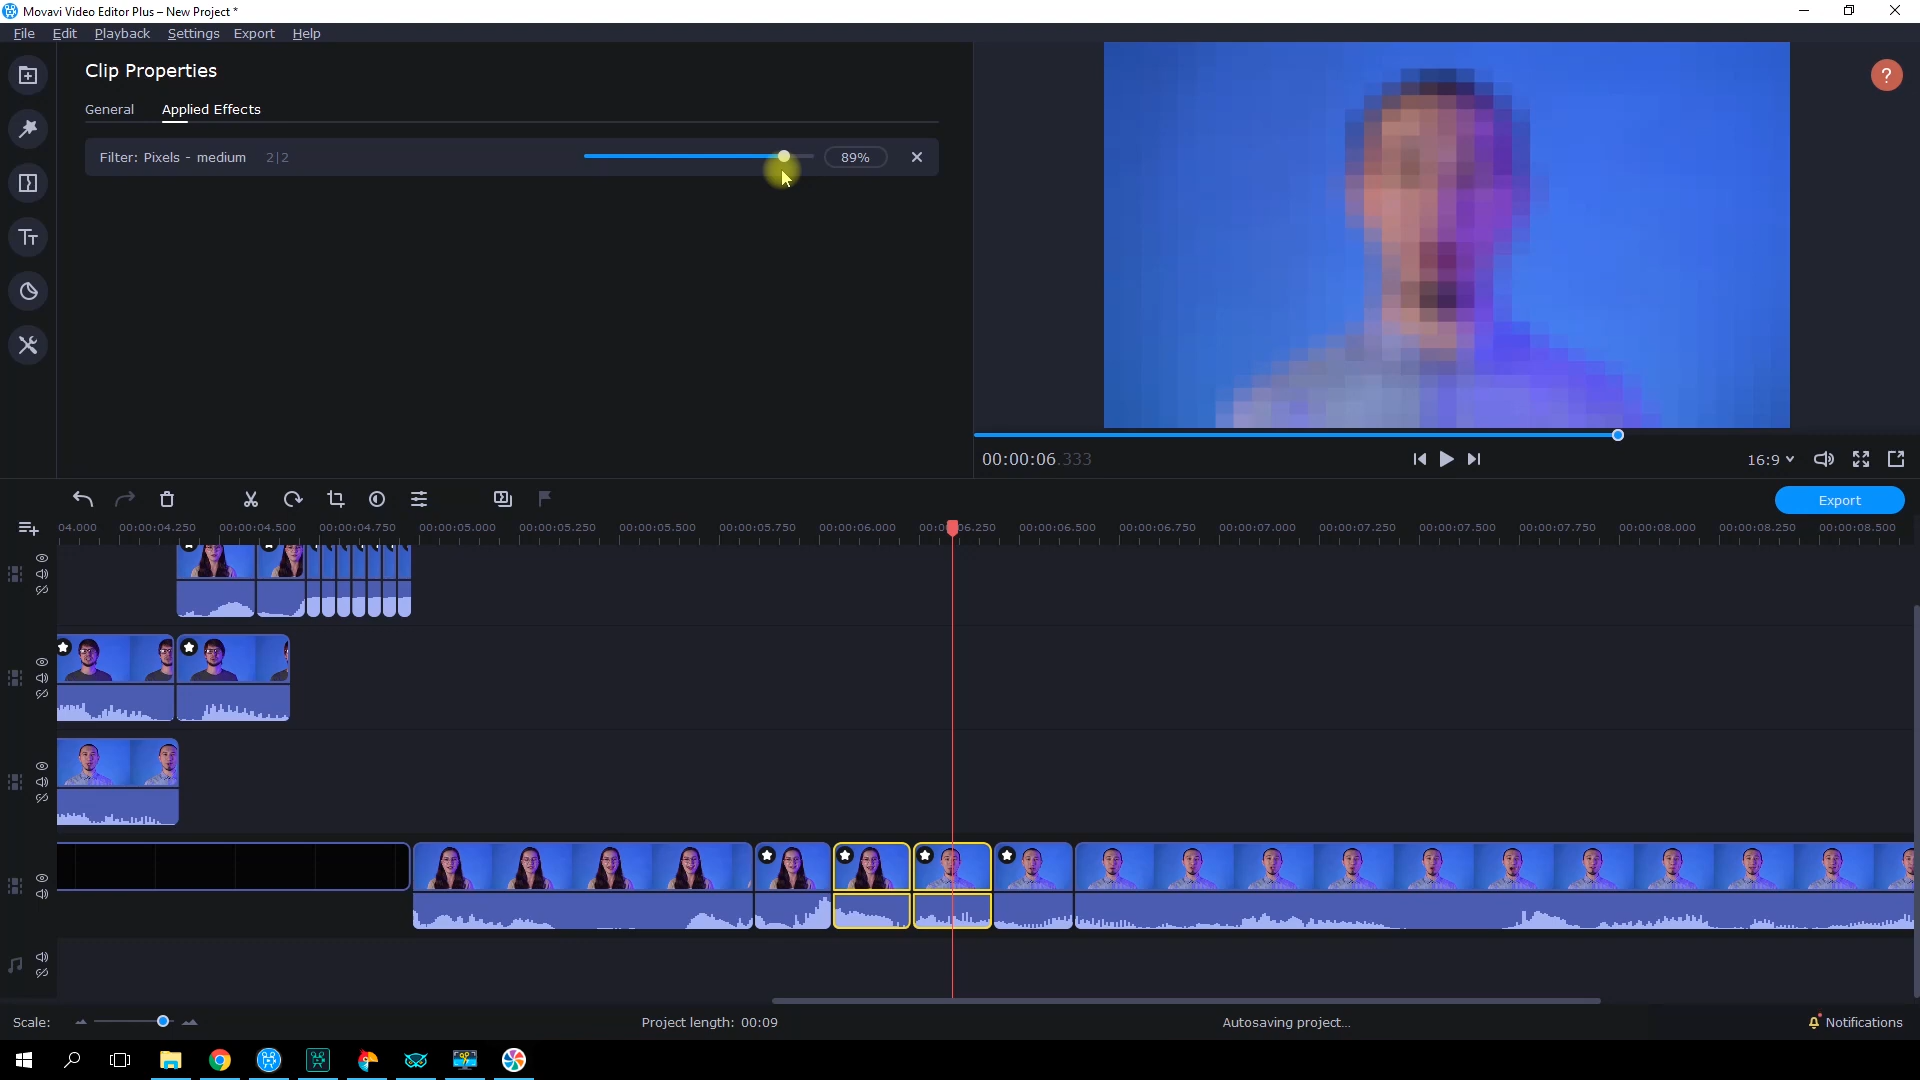 Movavi Video Editor Plus – New Project *
File Edit Playback Settings Export Help
Clip Properties
General Applied Effects
Filter: Pixels - medium 2|2 89%
?
00:00:06.333
16:9
Export
04.000 00:00:04.250 00:00:04.500 00:00:04.750 00:00:05.000 00:00:05.250 00:00:05.500 00:00:05.750 00:00:06.000 00:00:06.250 00:00:06.500 00:00:06.750 00:00:07.000 00:00:07.250 00:00:07.500 00:00:07.750 00:00:08.000 00:00:08.250 00:00:08.500
Scale: Project length: 00:09 Autosaving project... Notifications